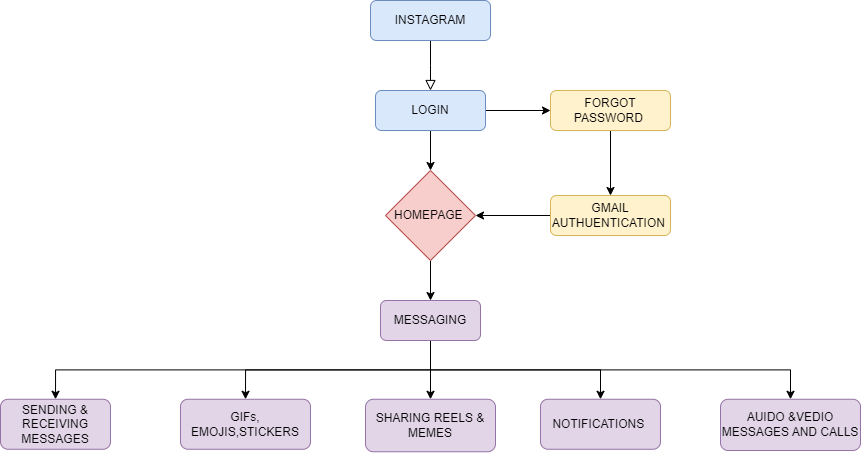 INSTAGRAM
LOGIN
FORGOT
PASSWORD
HOMEPAGE
GMAIL
AUTHUENTICATION
MESSAGING
SENDING &
RECEIVING
MESSAGES
GIFs,
EMOJIS,STICKERS
SHARING REELS &
MEMES
NOTIFICATIONS
AUIDO &VEDIO
MESSAGES AND CALLS